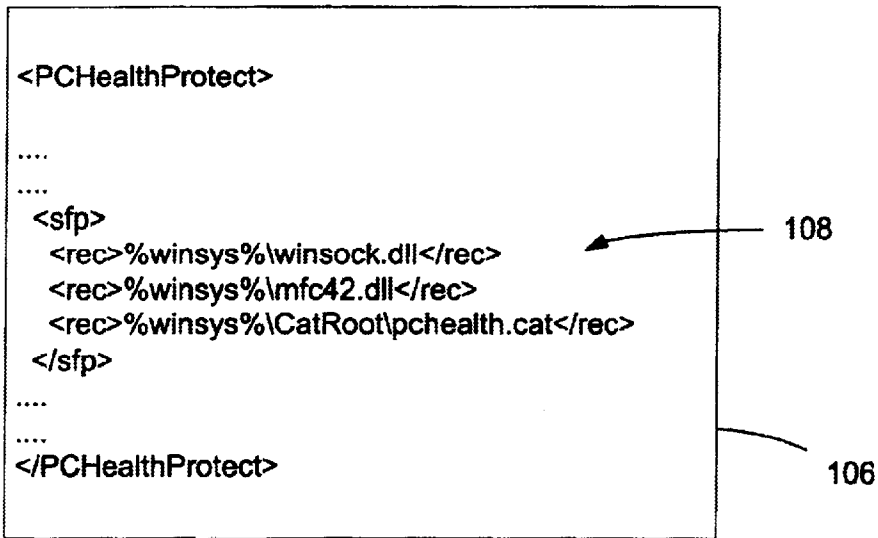 <PCHealthProtect>
....
....
<sfp>
<rec>%winsys%\winsock.dll</rec>
<rec>%winsys%\mfc42.dll</rec>
<rec>%winsys%\CatRoot\pchealth.cat</rec>
</sfp>
....
....
</PCHealthProtect>
108
106